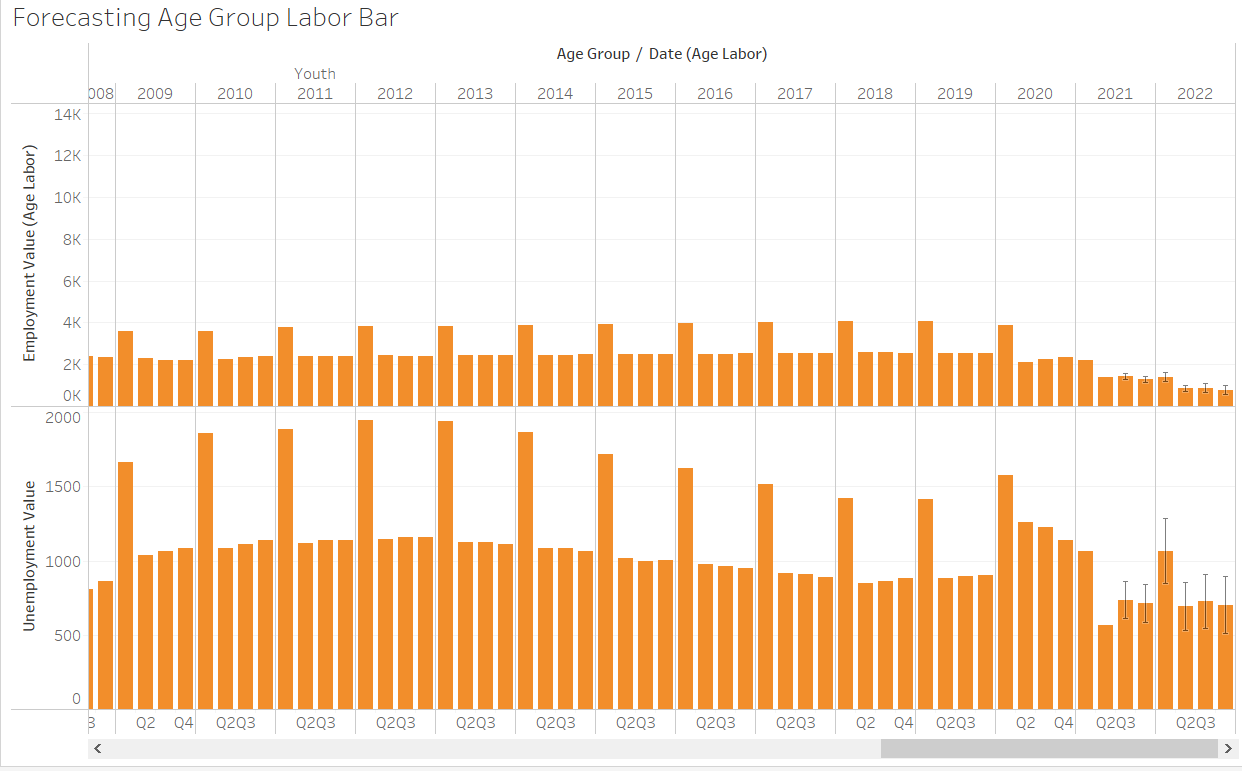 Forecasting Age Group Labor Bar
Age Group / Date (Age Labor)
Youth
008 2009 2010 2011 2012 2013 2014 2015 2016 2017 2018 2019 2020 2021 2022
Employment Value (Age Labor)
14K
12K
10K
8K
6K
4K
2K
0K
Unemployment Value
2000
1500
1000
500
0
3 Q2 Q4 Q2Q3 Q2Q3 Q2Q3 Q2Q3 Q2Q3 Q2Q3 Q2Q3 Q2Q3 Q2 Q4 Q2Q3 Q2 Q4 Q2Q3 Q2Q3